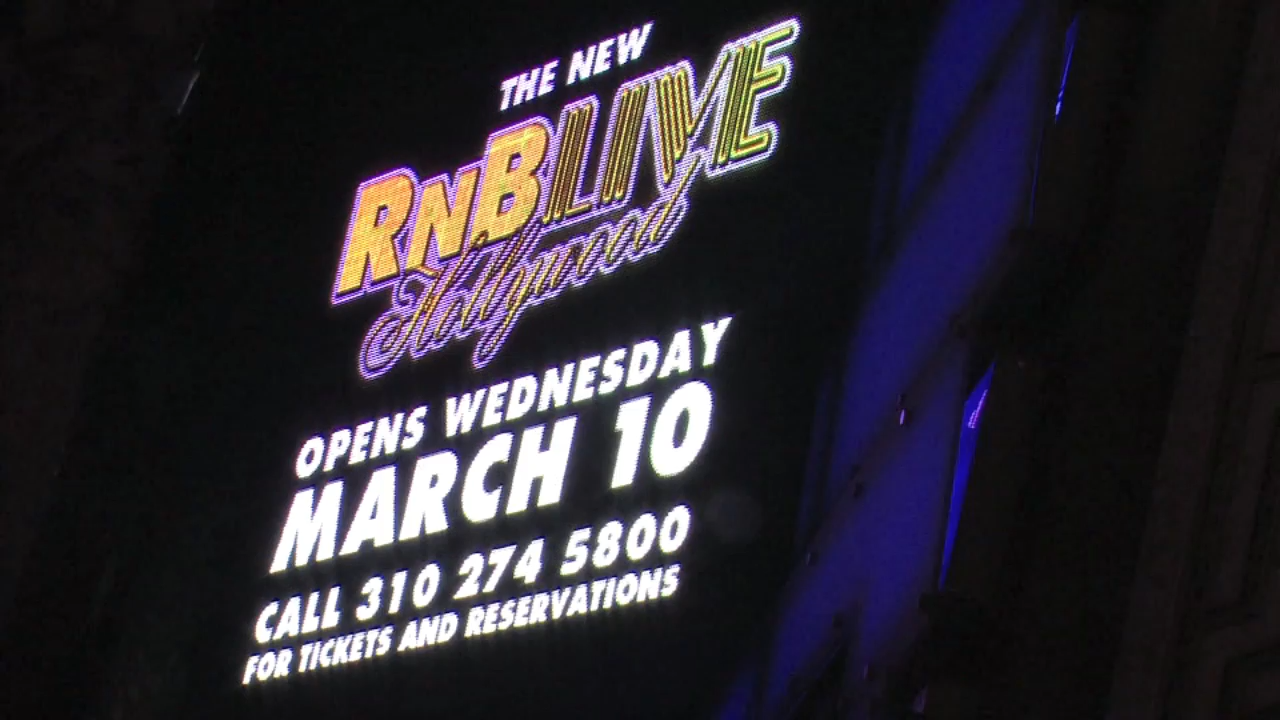 THE NEW
RNBLIVE
Hollywood
OPENS WEDNESDAY
MARCH 10
CALL 310 274 5800
FOR TICKETS AND RESERVATIONS